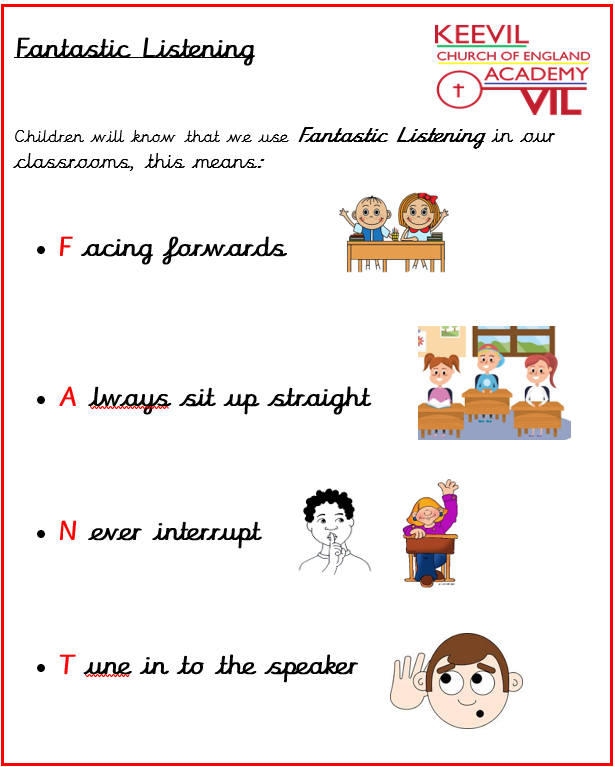 Fantastic Listening
KEEVIL
CHURCH OF ENGLAND
ACADEMY
VIL
Children will know that we use Fantastic Listening in our
classrooms, this means:
• F acing forwards
• A lways sit up straight
• N ever interrupt
• T une in to the speaker